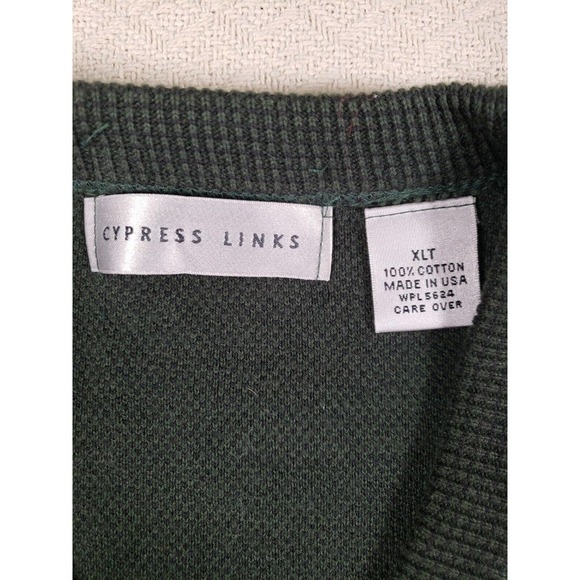 CYPRESS LINKS
XLT
100% COTTON
MADE IN USA
WPL5624
CARE OVER